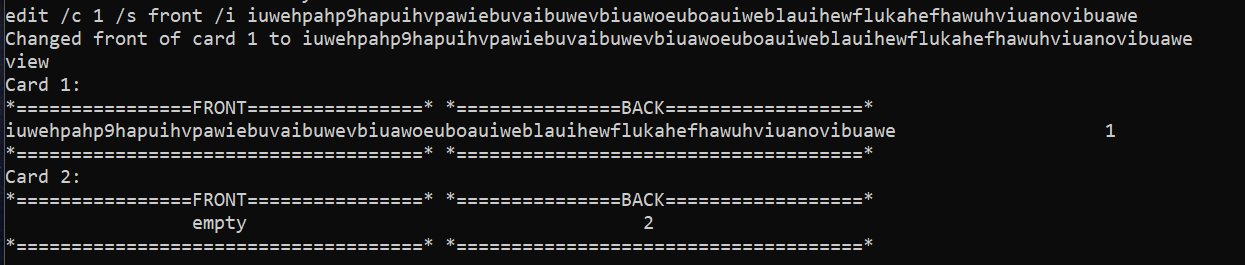 edit /c 1 /s front /i iuwehpahp9hapuihvpawiebuvaibuwevbiuawoeuboauiweblauihewflukahefhawuhviuanovibuawe
Changed front of card 1 to iuwehpahp9hapuihvpawiebuvaibuwevbiuawoeuboauiweblauihewflukahefhawuhviuanovibuawe
view
Card 1:
*================FRONT================* *===============BACK==================*
iuwehpahp9hapuihvpawiebuvaibuwevbiuawoeuboauiweblauihewflukahefhawuhviuanovibuawe                   1
*=====================================* *=====================================*
Card 2:
*================FRONT================* *===============BACK==================*
                 empty                                    2
*=====================================* *=====================================*